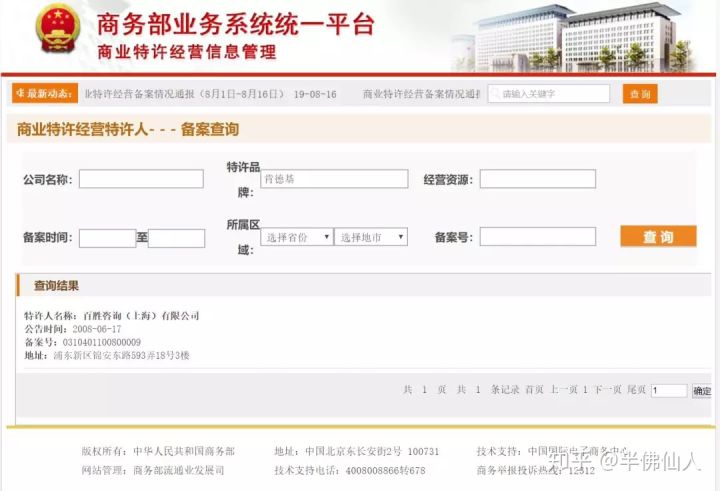 商务部业务系统统一平台
商业特许经营信息管理
最新动态: 业特许经营备案情况通报（8月1日-8月16日） 19-08-16 商业特许经营备案情况通报 请输入关键字 查询
商业特许经营特许人- - - 备案查询
公司名称: 特许品牌: 肯德基 经营资源:
备案时间: 至 所属区域: 选择省份 选择地市 备案号: 查询
查询结果
特许人名称: 百胜咨询（上海）有限公司
公告时间: 2008-06-17
备案号: 0310401100800009
地址: 浦东新区锦安东路593弄18号3楼
共 1 页 共 1 条记录 首页 上一页 1 下一页 尾页 1 确定
版权所有: 中华人民共和国商务部 地址: 中国北京东长安街2号 100731 技术支持: 中国国际电子商务中心
网站管理: 商务部流通业发展司 技术支持电话: 4008008866转678 商务举报投诉热线: 12312
知乎 @半佛仙人